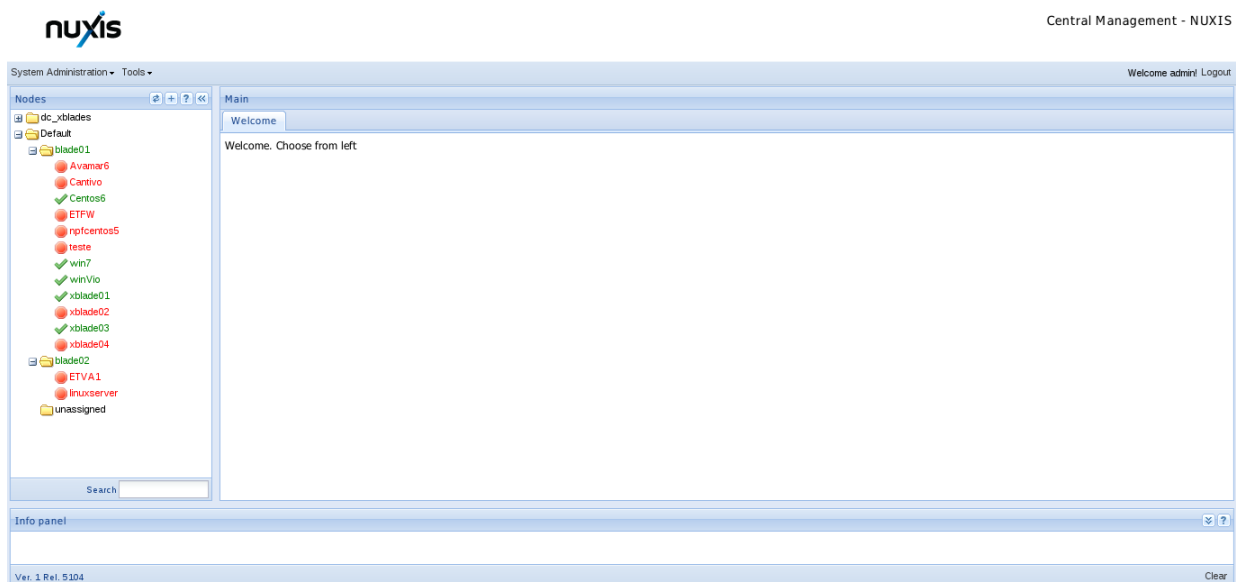 nuxis
Central Management - NUXIS
System Administration Tools
Welcome admin! Logout
Nodes
Main
Welcome
Welcome. Choose from left
dc_xblades
Default
blade01
Avamar6
Cantivo
Centos6
ETFW
npfcentos5
teste
win7
winVio
xblade01
xblade02
xblade03
xblade04
blade02
ETVA1
linuxserver
unassigned
Search
Info panel
Ver. 1 Rel. 5104
Clear